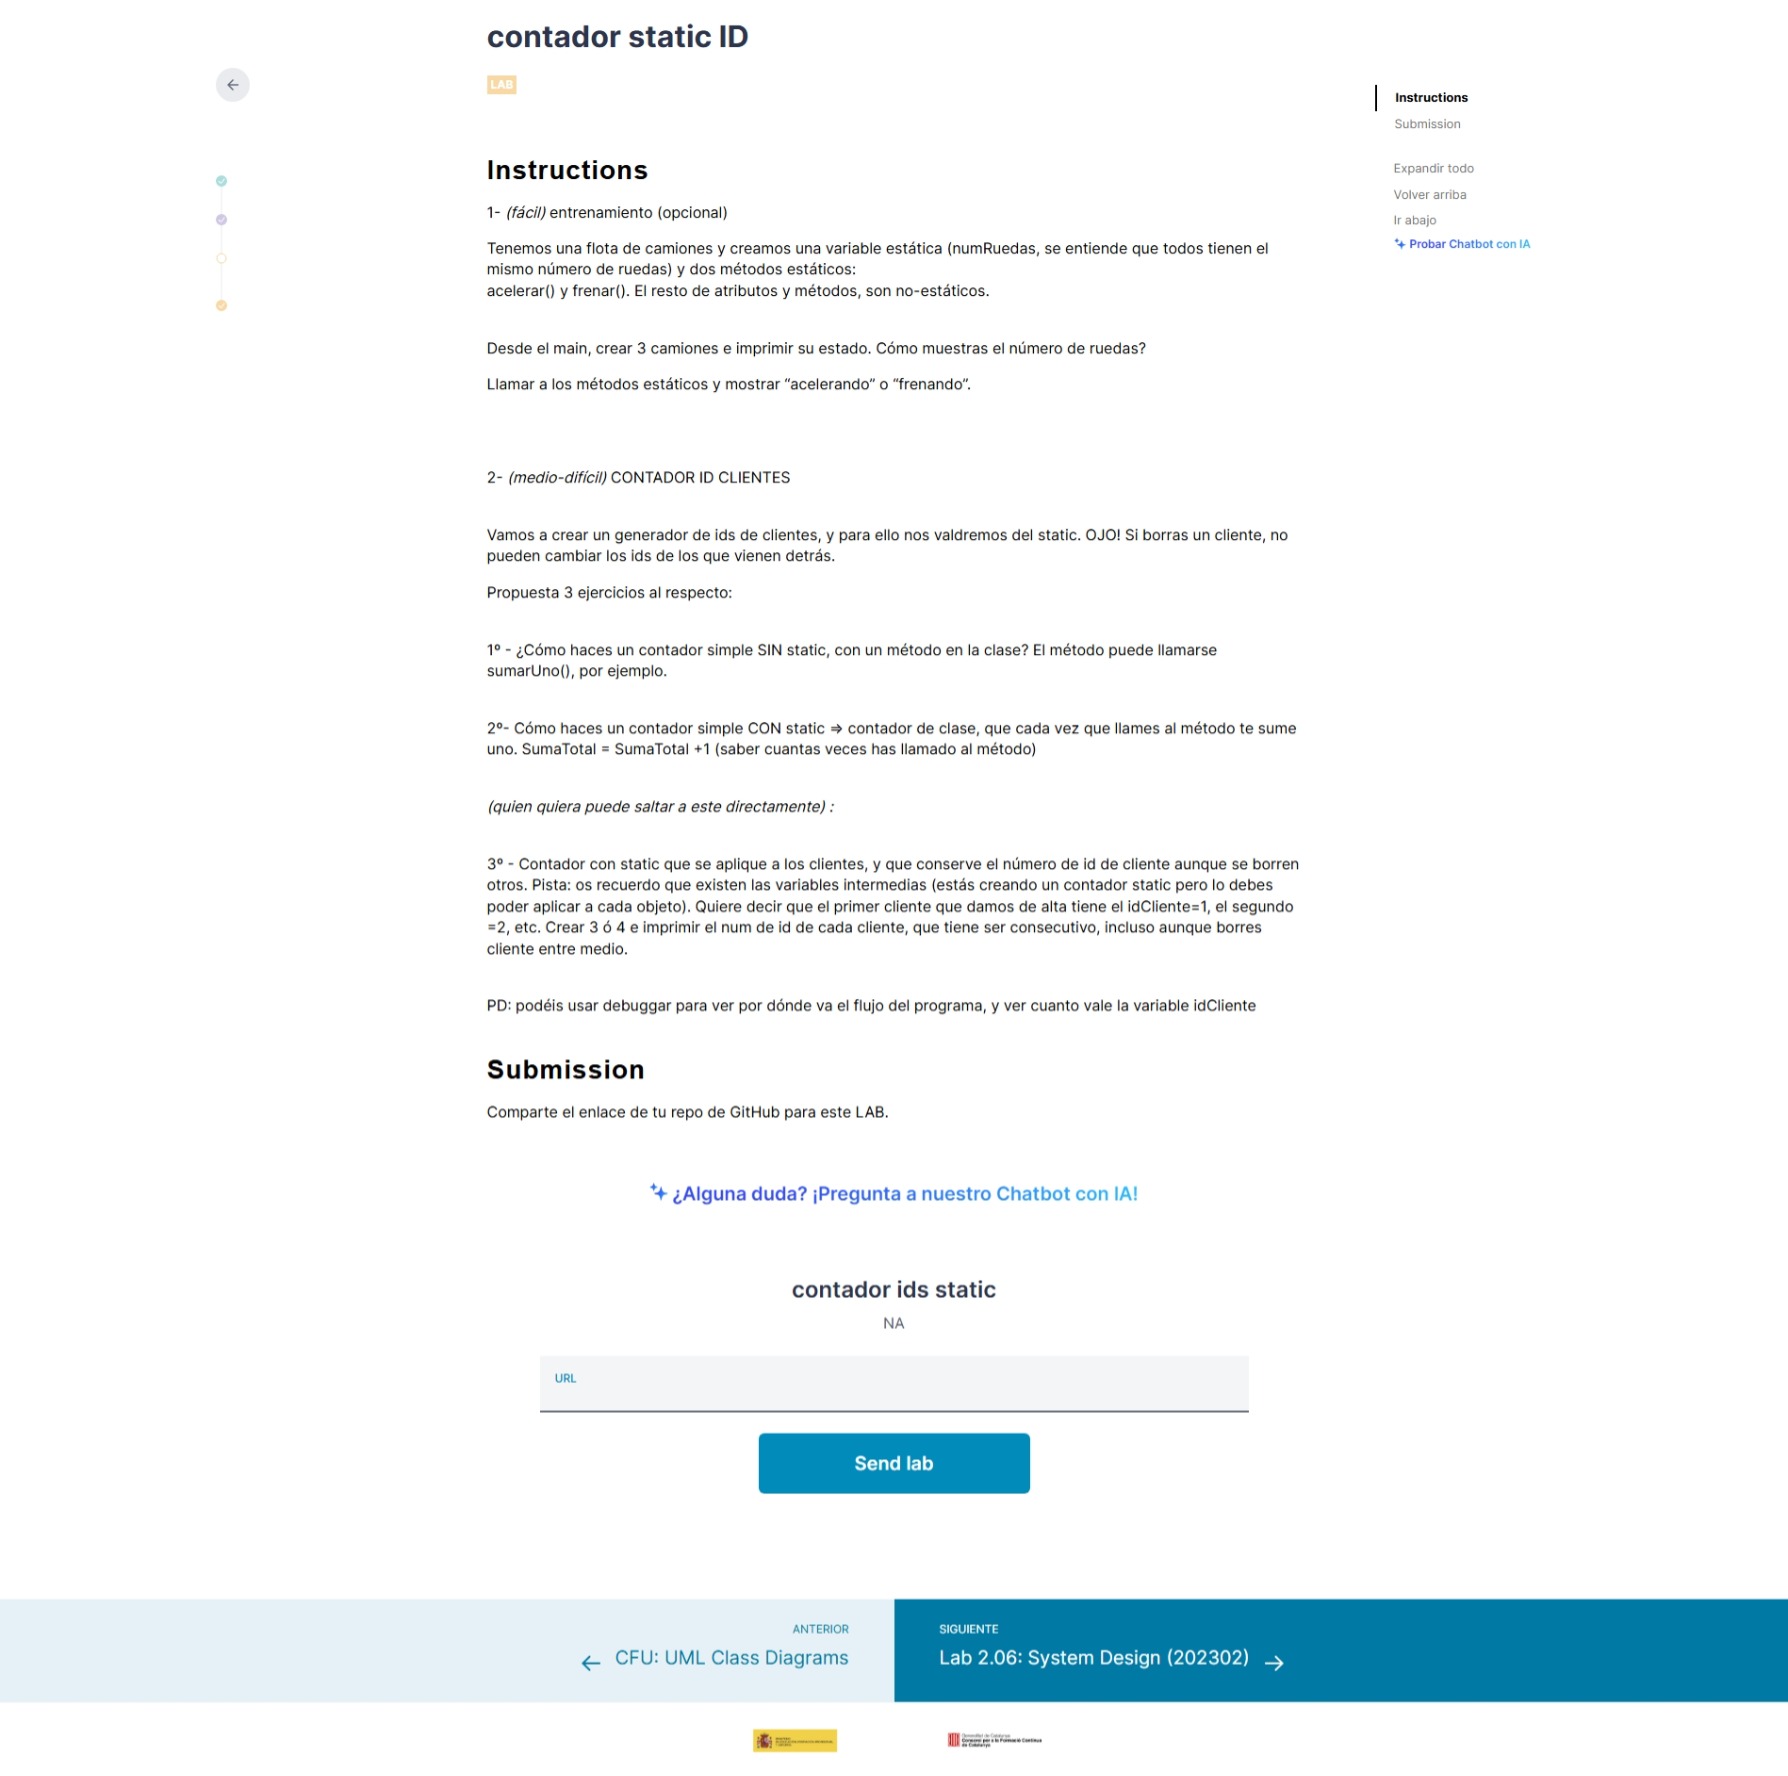 contador static ID
LAB
Instructions
Submission
Expandir todo
Volver arriba
Ir abajo
Probar Chatbot con IA
Instructions
1- (fácil) entrenamiento (opcional)
Tenemos una flota de camiones y creamos una variable estática (numRuedas, se entiende que todos tienen el
mismo número de ruedas) y dos métodos estáticos:
acelerar() y frenar(). El resto de atributos y métodos, son no-estáticos.
Desde el main, crear 3 camiones e imprimir su estado. Cómo muestras el número de ruedas?
Llamar a los métodos estáticos y mostrar “acelerando” o “frenando”.
2- (medio-difícil) CONTADOR ID CLIENTES
Vamos a crear un generador de ids de clientes, y para ello nos valdremos del static. OJO! Si borras un cliente, no
pueden cambiar los ids de los que vienen detrás.
Propuesta 3 ejercicios al respecto:
1º - ¿Cómo haces un contador simple SIN static, con un método en la clase? El método puede llamarse
sumarUno(), por ejemplo.
2º- Cómo haces un contador simple CON static => contador de clase, que cada vez que llames al método te sume
uno. SumaTotal = SumaTotal +1 (saber cuantas veces has llamado al método)
(quien quiera puede saltar a este directamente) :
3º - Contador con static que se aplique a los clientes, y que conserve el número de id de cliente aunque se borren
otros. Pista: os recuerdo que existen las variables intermedias (estás creando un contador static pero lo debes
poder aplicar a cada objeto). Quiere decir que el primer cliente que damos de alta tiene el idCliente=1, el segundo
=2, etc. Crear 3 ó 4 e imprimir el num de id de cada cliente, que tiene ser consecutivo, incluso aunque borres
cliente entre medio.
PD: podéis usar debuggar para ver por dónde va el flujo del programa, y ver cuanto vale la variable idCliente
Submission
Comparte el enlace de tu repo de GitHub para este LAB.
¿Alguna duda? ¡Pregunta a nuestro Chatbot con IA!
contador ids static
NA
URL
Send lab
ANTERIOR
← CFU: UML Class Diagrams
SIGUIENTE
Lab 2.06: System Design (202302) →
Generalitat de Catalunya
Consorci per a la Formació Contínua
de Catalunya